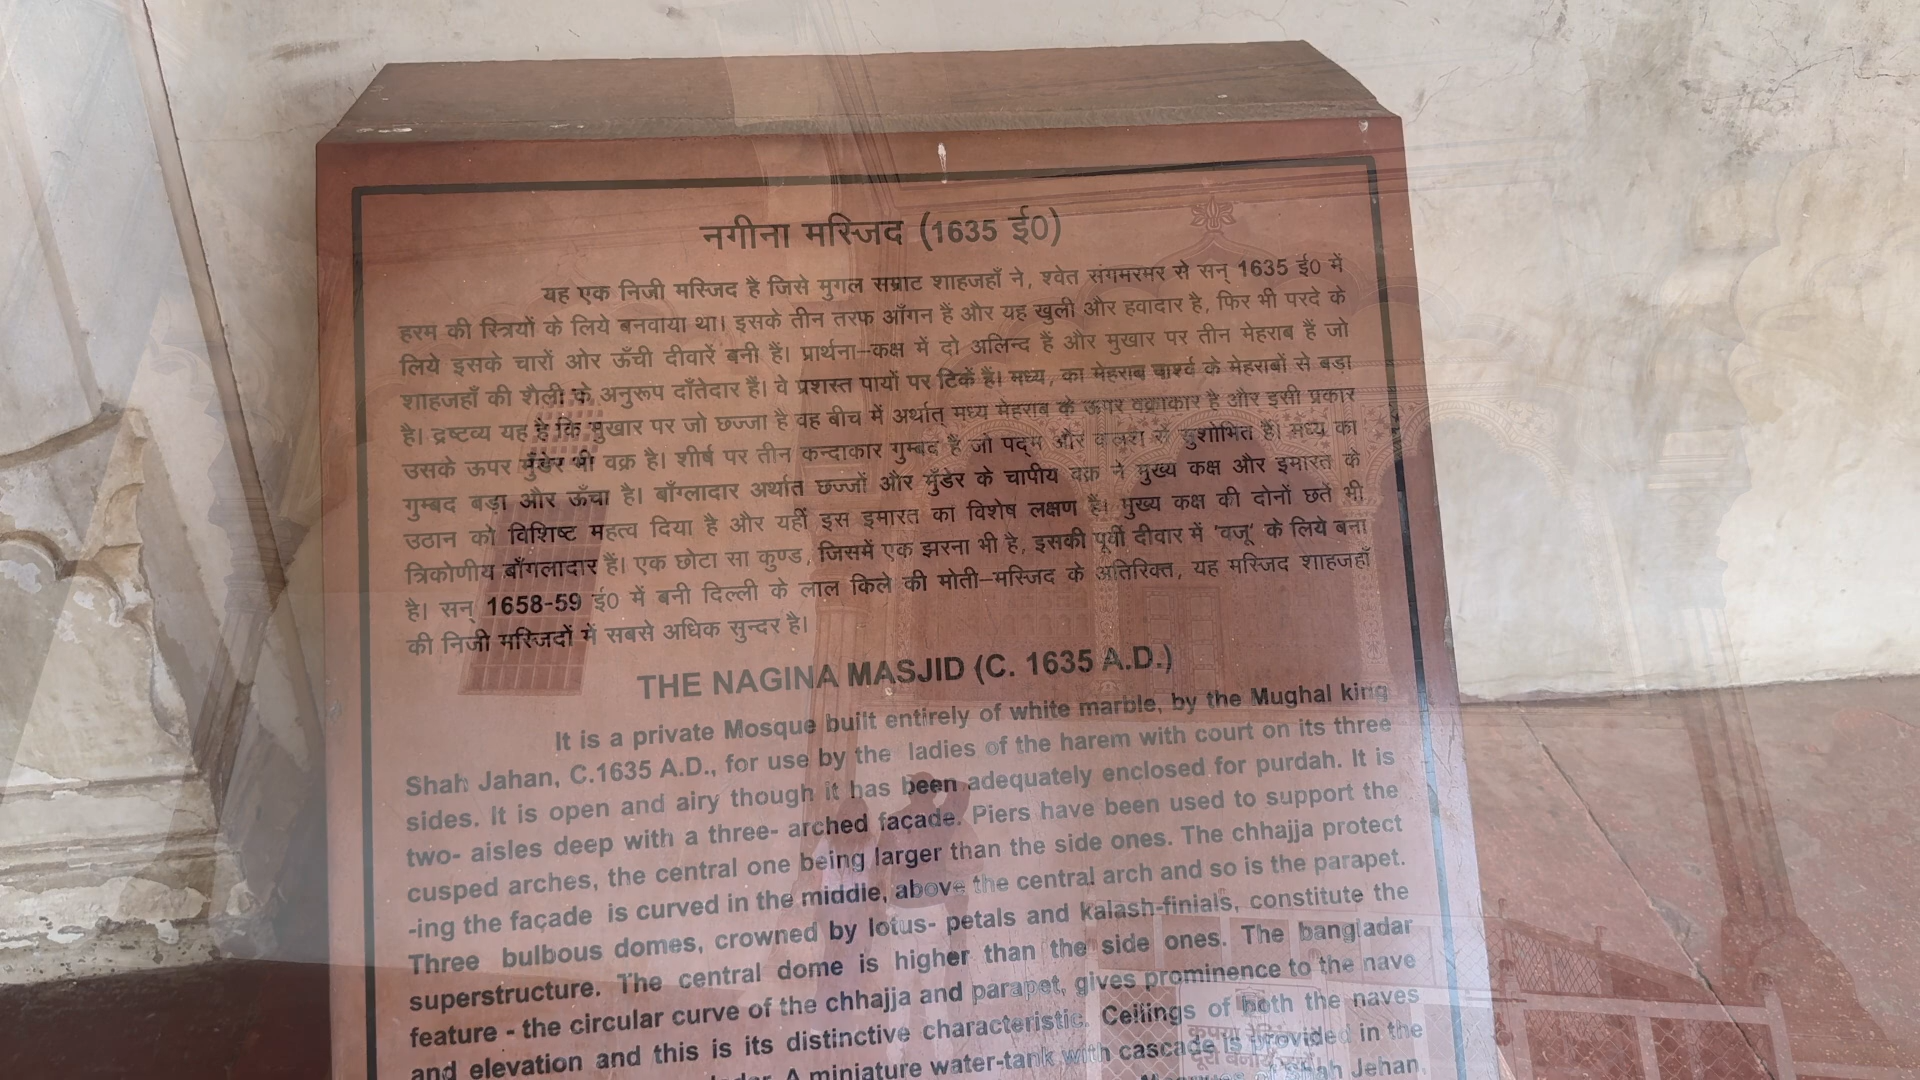 नगीना मस्जिद (1635 ई0)
यह एक निजी मस्जिद है जिसे मुगल सम्राट शाहजहाँ ने, श्वेत संगमरमर से सन् 1635 ई0 में
हरम की स्त्रियों के लिये बनवाया था। इसके तीन तरफ आँगन हैं और यह खुली और हवादार है, फिर भी परदे के
लिये इसके चारों ओर ऊँची दीवारें बनी हैं। प्रार्थना–कक्ष में दो अलिन्द हैं और मुखार पर तीन मेहराब हैं जो
शाहजहाँ की शैली के अनुरूप दाँतेदार हैं। वे प्रशस्त पायों पर टिकें हैं। मध्य, का मेहराब पार्श्व के मेहराबों से बड़ा
है। द्रष्टव्य यह है कि मुखार पर जो छज्जा है वह बीच में अर्थात् मध्य मेहराब के ऊपर वक्राकार है और इसी प्रकार
उसके ऊपर मुँडेर भी वक्र है। शीर्ष पर तीन कन्दाकार गुम्बद हैं जो पद्म और कलश से सुशोभित हैं। मध्य का
गुम्बद बड़ा और ऊँचा है। बाँग्लादार अर्थात छज्जों और मुँडेर के चापीय वक्र ने मुख्य कक्ष और इमारत के
उठान को विशिष्ट महत्व दिया है और यहीं इस इमारत का विशेष लक्षण है। मुख्य कक्ष की दोनों छतें भी
त्रिकोणीय बाँगलादार हैं। एक छोटा सा कुण्ड, जिसमें एक झरना भी है, इसकी पूर्वी दीवार में 'वजू' के लिये बना
है। सन् 1658-59 ई0 में बनी दिल्ली के लाल किले की मोती–मस्जिद के अतिरिक्त, यह मस्जिद शाहजहाँ
की निजी मस्जिदों में सबसे अधिक सुन्दर है।
THE NAGINA MASJID (C. 1635 A.D.)
It is a private Mosque built entirely of white marble, by the Mughal king
Shah Jahan, C.1635 A.D., for use by the ladies of the harem with court on its three
sides. It is open and airy though it has been adequately enclosed for purdah. It is
two- aisles deep with a three- arched façade. Piers have been used to support the
cusped arches, the central one being larger than the side ones. The chhajja protect
-ing the façade is curved in the middle, above the central arch and so is the parapet.
Three bulbous domes, crowned by lotus- petals and kalash-finials, constitute the
superstructure. The central dome is higher than the side ones. The bangladar
feature - the circular curve of the chhajja and parapet, gives prominence to the nave
and elevation and this is its distinctive characteristic. Ceilings of both the naves
A miniature water-tank with cascade is provided in the
Shah Jehan,